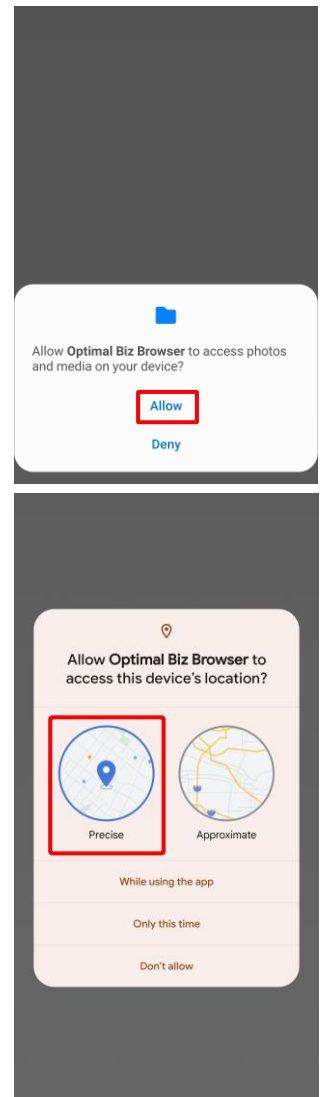 Allow Optimal Biz Browser to access photos
and media on your device?
Allow
Deny
Allow Optimal Biz Browser to
access this device's location?
Precise
Approximate
While using the app
Only this time
Don't allow